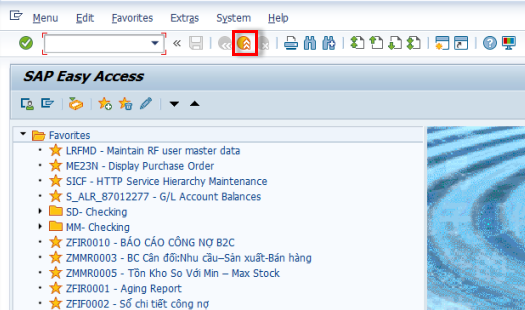 Menu Edit Favorites Extras System Help
SAP Easy Access
Favorites
LRFMD - Maintain RF user master data
ME23N - Display Purchase Order
SICF - HTTP Service Hierarchy Maintenance
S_ALR_87012277 - G/L Account Balances
SD- Checking
MM- Checking
ZFIR0010 - BÁO CÁO CÔNG NỢ B2C
ZMMR0003 - BC Cân đối:Nhu cầu–Sản xuất-Bán hàng
ZMMR0005 - Tồn Kho So Với Min – Max Stock
ZFIR0001 - Aging Report
ZFIF0002 - Sổ chi tiết công nợ